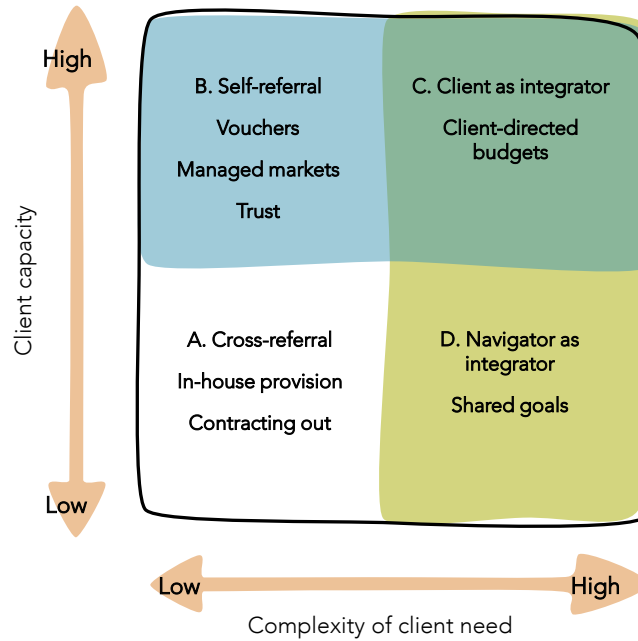 High
B. Self-referral
Vouchers
Managed markets
Trust
C. Client as integrator
Client-directed
budgets
Client capacity
A. Cross-referral
In-house provision
Contracting out
D. Navigator as
integrator
Shared goals
Low
Low
High
Complexity of client need